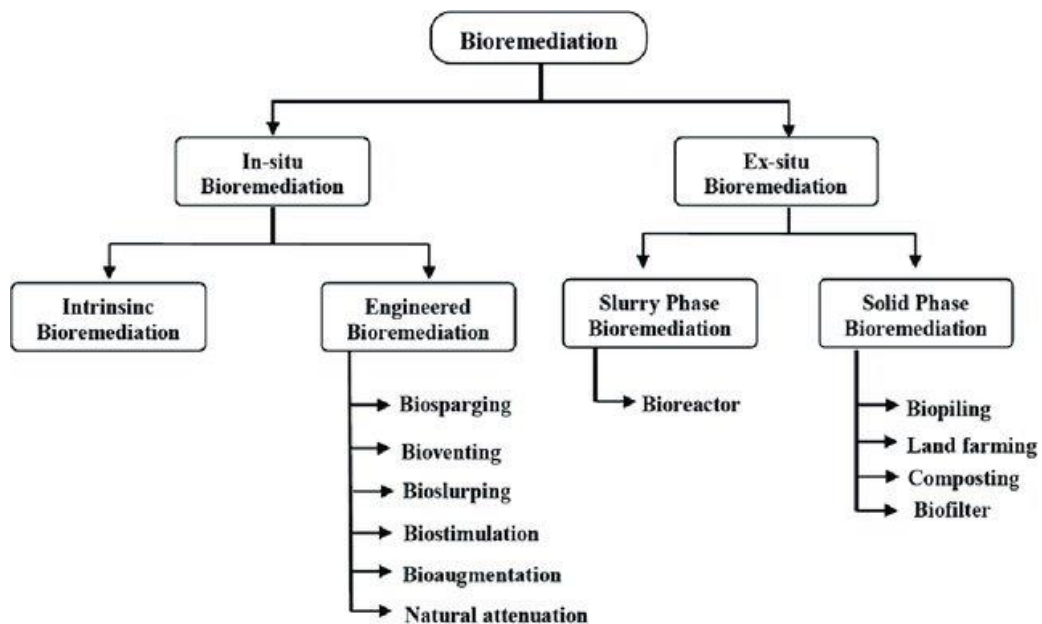 Bioremediation
In-situ
Bioremediation
Ex-situ
Bioremediation
Intrinsinc
Bioremediation
Engineered
Bioremediation
Slurry Phase
Bioremediation
Solid Phase
Bioremediation
Biosparging
Bioventing
Bioslurping
Biostimulation
Bioaugmentation
Natural attenuation
Bioreactor
Biopiling
Land farming
Composting
Biofilter